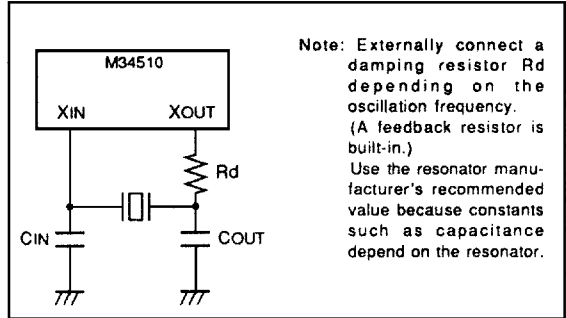 M34510
XIN XOUT
Rd
CIN COUT
Note: Externally connect a
damping resistor Rd
depending on the
oscillation frequency.
(A feedback resistor is
built-in.)
Use the resonator manu-
facturer's recommended
value because constants
such as capacitance
depend on the resonator.